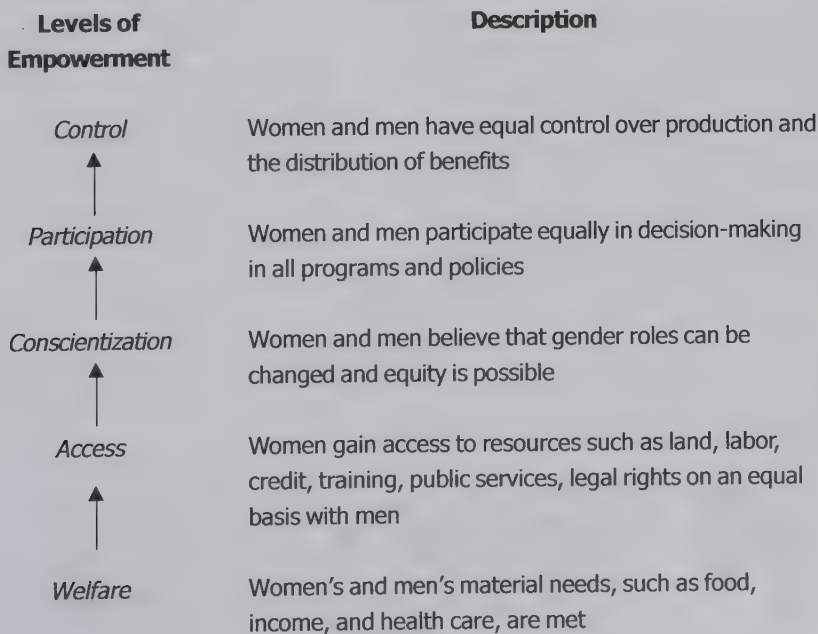 Levels of
Empowerment
Description
Control
Women and men have equal control over production and
the distribution of benefits
Participation
Women and men participate equally in decision-making
in all programs and policies
Conscientization
Women and men believe that gender roles can be
changed and equity is possible
Access
Women gain access to resources such as land, labor,
credit, training, public services, legal rights on an equal
basis with men
Welfare
Women's and men's material needs, such as food,
income, and health care, are met